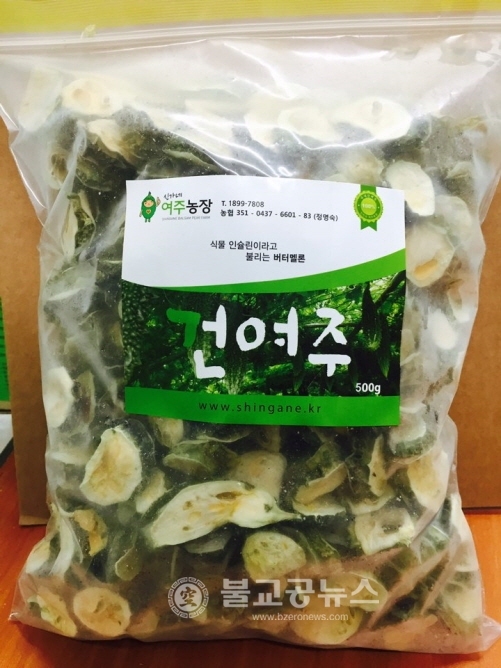 신가네
여주농장
T. 1899-7808
농협 351 - 0437 - 6601 - 83 (정명숙)
식물 인슐린이라고
불리는 버터멜론
건여주
500g
www.shingane.kr
불교공뉴스
www.bzeronews.com